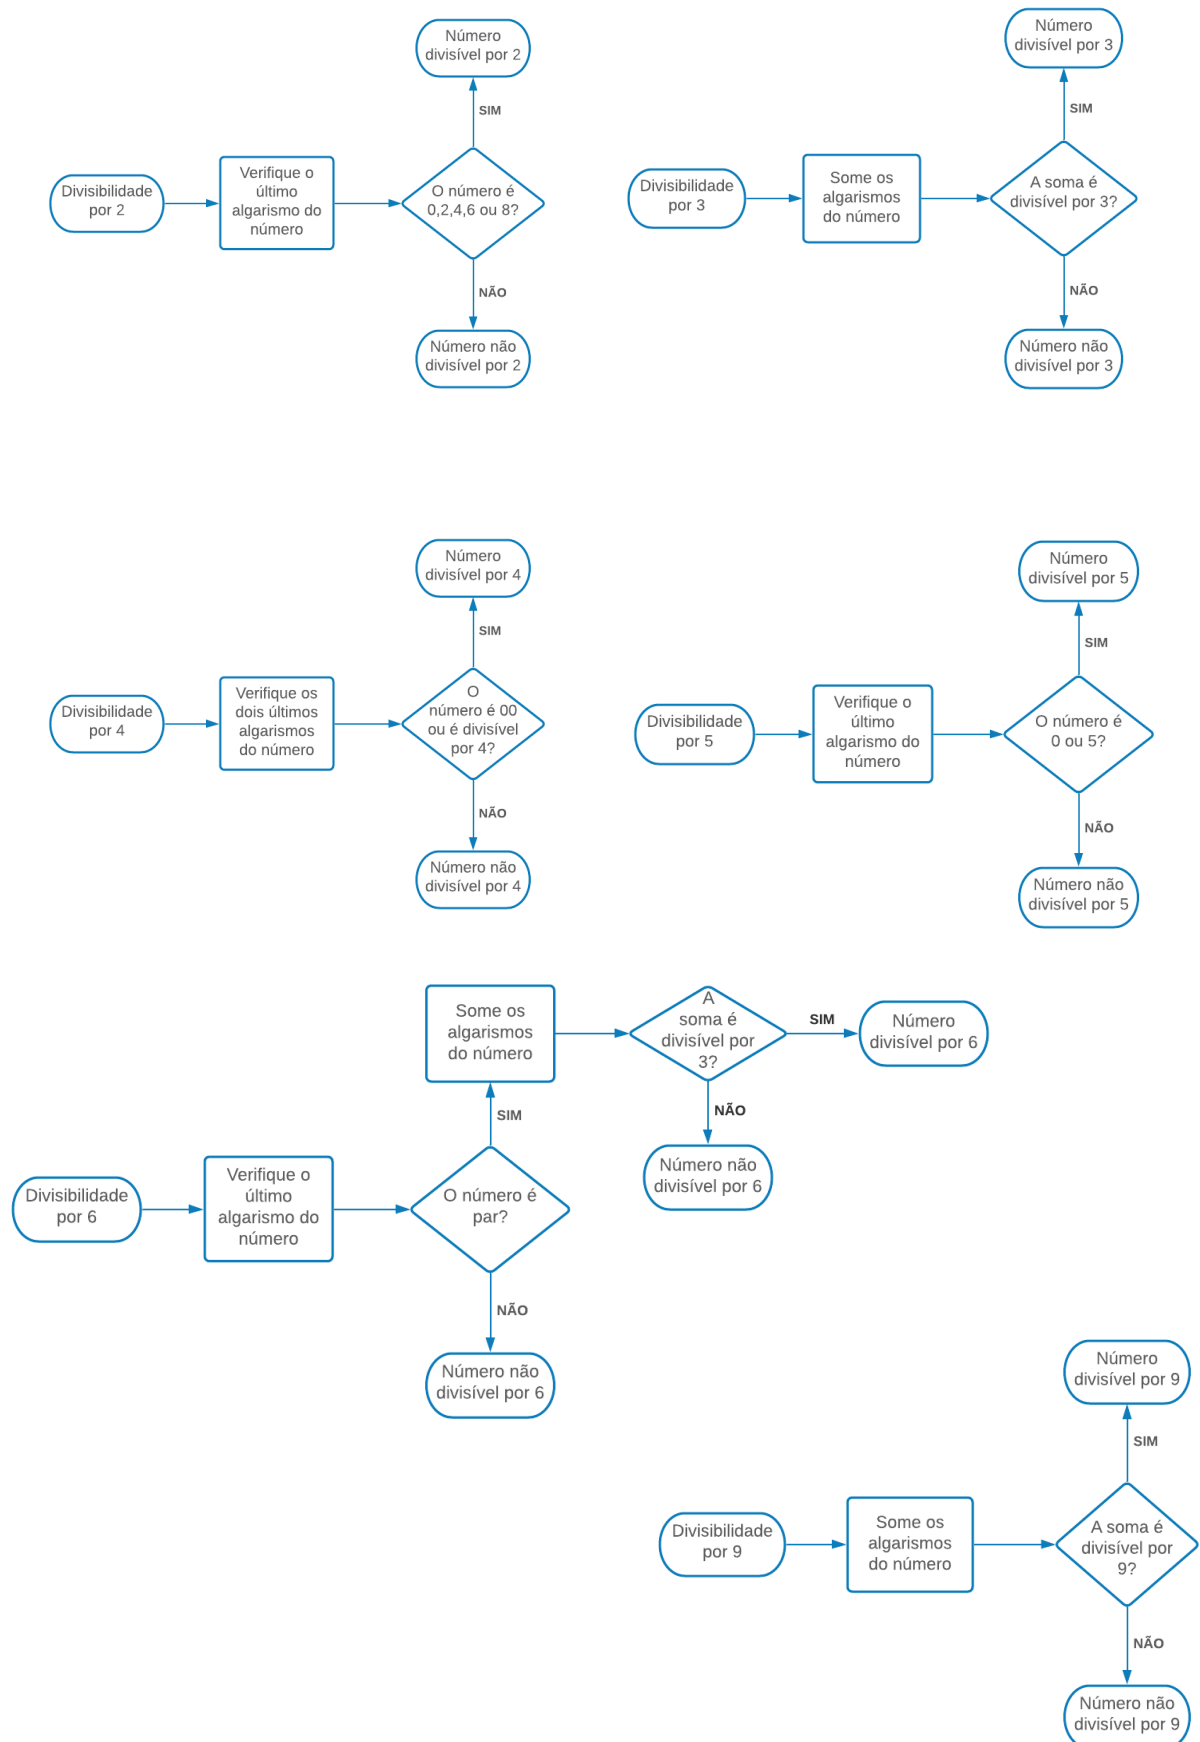 Divisibilidade
por 2
Verifique o
último
algarismo do
número
O número é
0,2,4,6 ou 8?
SIM
Número
divisível por 2
NÃO
Número não
divisível por 2
Divisibilidade
por 3
Some os
algarismos
do número
A soma é
divisível por 3?
SIM
Número
divisível por 3
NÃO
Número não
divisível por 3
Divisibilidade
por 4
Verifique os
dois últimos
algarismos
do número
O
número é 00
ou é divisível
por 4?
SIM
Número
divisível por 4
NÃO
Número não
divisível por 4
Divisibilidade
por 5
Verifique o
último
algarismo do
número
O número é
0 ou 5?
SIM
Número
divisível por 5
NÃO
Número não
divisível por 5
Divisibilidade
por 6
Verifique o
último
algarismo do
número
O número é
par?
SIM
Some os
algarismos
do número
A
soma é
divisível por
3?
SIM
Número
divisível por 6
NÃO
Número não
divisível por 6
NÃO
Número não
divisível por 6
Divisibilidade
por 9
Some os
algarismos
do número
A soma é
divisível por
9?
SIM
Número
divisível por 9
NÃO
Número não
divisível por 9